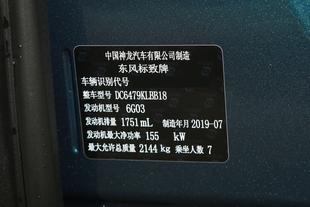 中国神龙汽车有限公司制造
东风标致牌
车辆识别代号
整车型号 DC6479KLBB18
发动机型号 6G03
发动机排量 1751 mL 制造年月 2019-07
发动机最大净功率 155 kW
最大允许总质量 2144 kg 乘坐人数 7